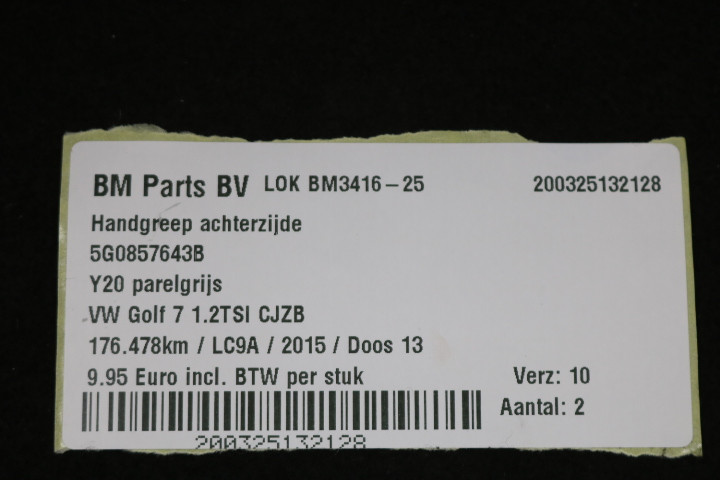 BM Parts BV LOK BM3416-25 200325132128
Handgreep achterzijde
5G0857643B
Y20 parelgrijs
VW Golf 7 1.2TSI CJZB
176.478km / LC9A / 2015 / Doos 13
9.95 Euro incl. BTW per stuk Verz: 10
Aantal: 2
200325132128